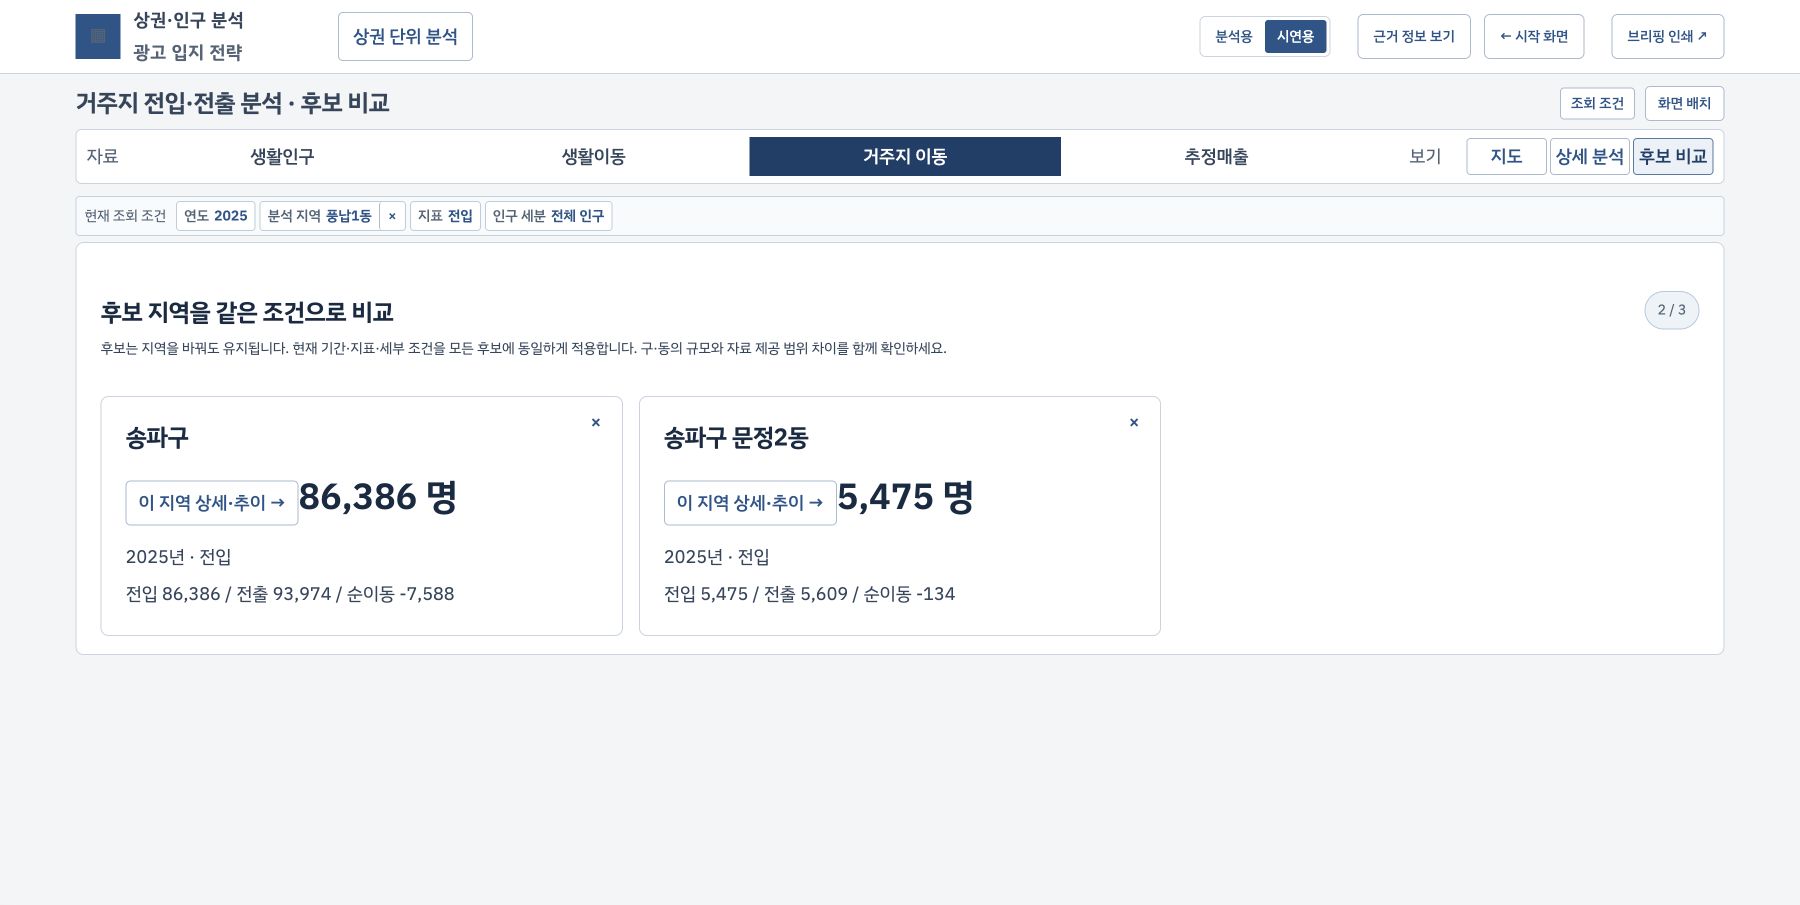 상권·인구 분석
광고 입지 전략
상권 단위 분석
분석용
시연용
근거 정보 보기
← 시작 화면
브리핑 인쇄 ↗
거주지 전입·전출 분석 · 후보 비교
조회 조건
화면 배치
자료
생활인구
생활이동
거주지 이동
추정매출
보기
지도
상세 분석
후보 비교
현재 조회 조건
연도 2025
분석 지역 풍납1동 ×
지표 전입
인구 세분 전체 인구
후보 지역을 같은 조건으로 비교
2 / 3
후보는 지역을 바꿔도 유지됩니다. 현재 기간·지표·세부 조건을 모든 후보에 동일하게 적용합니다. 구·동의 규모와 자료 제공 범위 차이를 함께 확인하세요.
×
송파구
이 지역 상세·추이 →
86,386 명
2025년 · 전입
전입 86,386 / 전출 93,974 / 순이동 -7,588
×
송파구 문정2동
이 지역 상세·추이 →
5,475 명
2025년 · 전입
전입 5,475 / 전출 5,609 / 순이동 -134